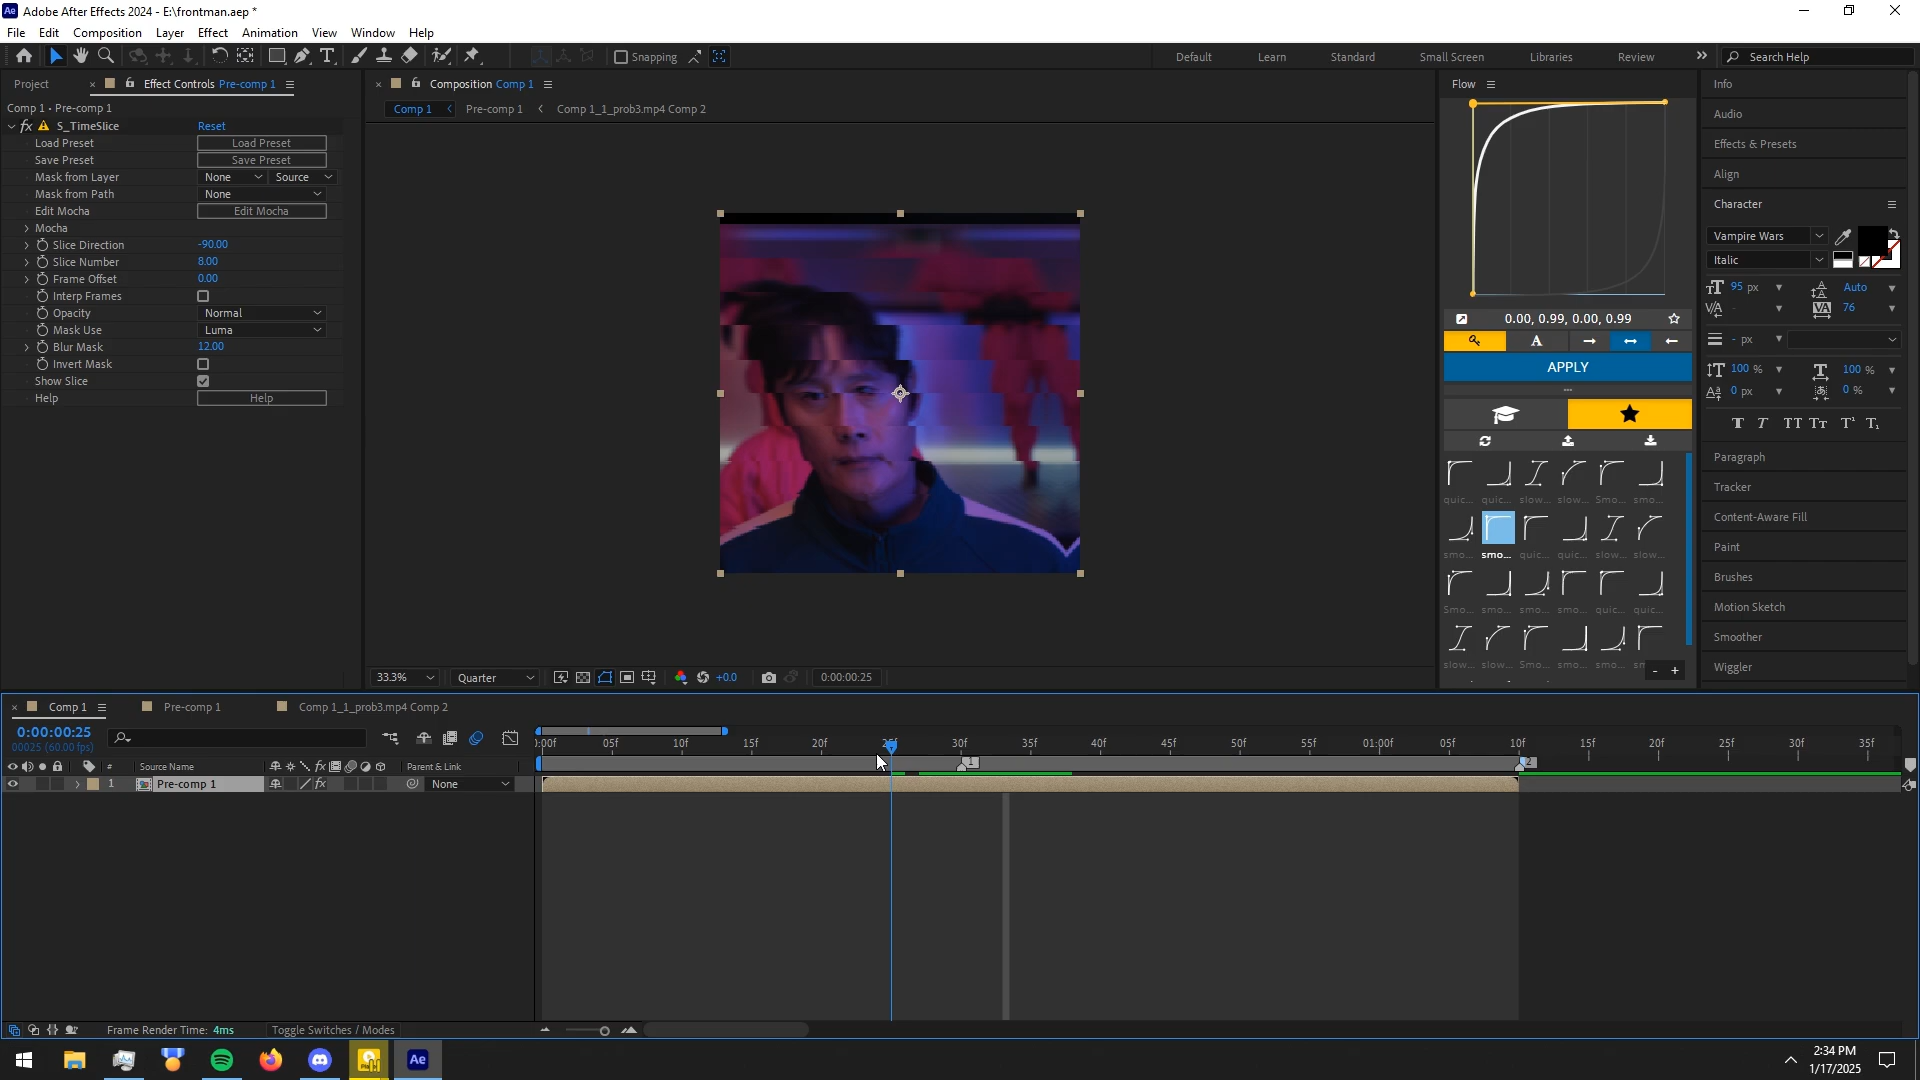 Adobe After Effects 2024 - E:\frontman.aep *
File Edit Composition Layer Effect Animation View Window Help
Snapping
Default Learn Standard Small Screen Libraries Review Search Help
Project Effect Controls Pre-comp 1
Comp 1 • Pre-comp 1
fx S_TimeSlice Reset
Load Preset Load Preset
Save Preset Save Preset
Mask from Layer None Source
Mask from Path None
Edit Mocha Edit Mocha
Mocha
Slice Direction -90.00
Slice Number 8.00
Frame Offset 0.00
Interp Frames
Opacity Normal
Mask Use Luma
Blur Mask 12.00
Invert Mask
Show Slice
Help Help
Composition Comp 1
Comp 1 Pre-comp 1 Comp 1_1_prob3.mp4 Comp 2
33.3% Quarter +0.0 0:00:00:25
Flow
0.00, 0.99, 0.00, 0.99
A
APPLY
quic... quic... slow... slow... Smo... smo...
smo... smo... quic... quic... slow... slow...
Smo... smo... smo... smo... quic... quic...
slow... slow... Smo... smo... smo... sm
- +
Info
Audio
Effects & Presets
Align
Character
Vampire Wars
Italic
95 px Auto
76
- px
100 % 100 %
0 px 0 %
T T TT Tt T¹ T₁
Paragraph
Tracker
Content-Aware Fill
Paint
Brushes
Motion Sketch
Smoother
Wiggler
Comp 1 Pre-comp 1 Comp 1_1_prob3.mp4 Comp 2
0:00:00:25
00025 (60.00 fps)
):00f 05f 10f 15f 20f 25f 30f 35f 40f 45f 50f 55f 01:00f 05f 10f 15f 20f 25f 30f 35f
1 2
# Source Name fx Parent & Link
1 Pre-comp 1 fx None
Frame Render Time: 4ms Toggle Switches / Modes
Ae
2:34 PM
1/17/2025